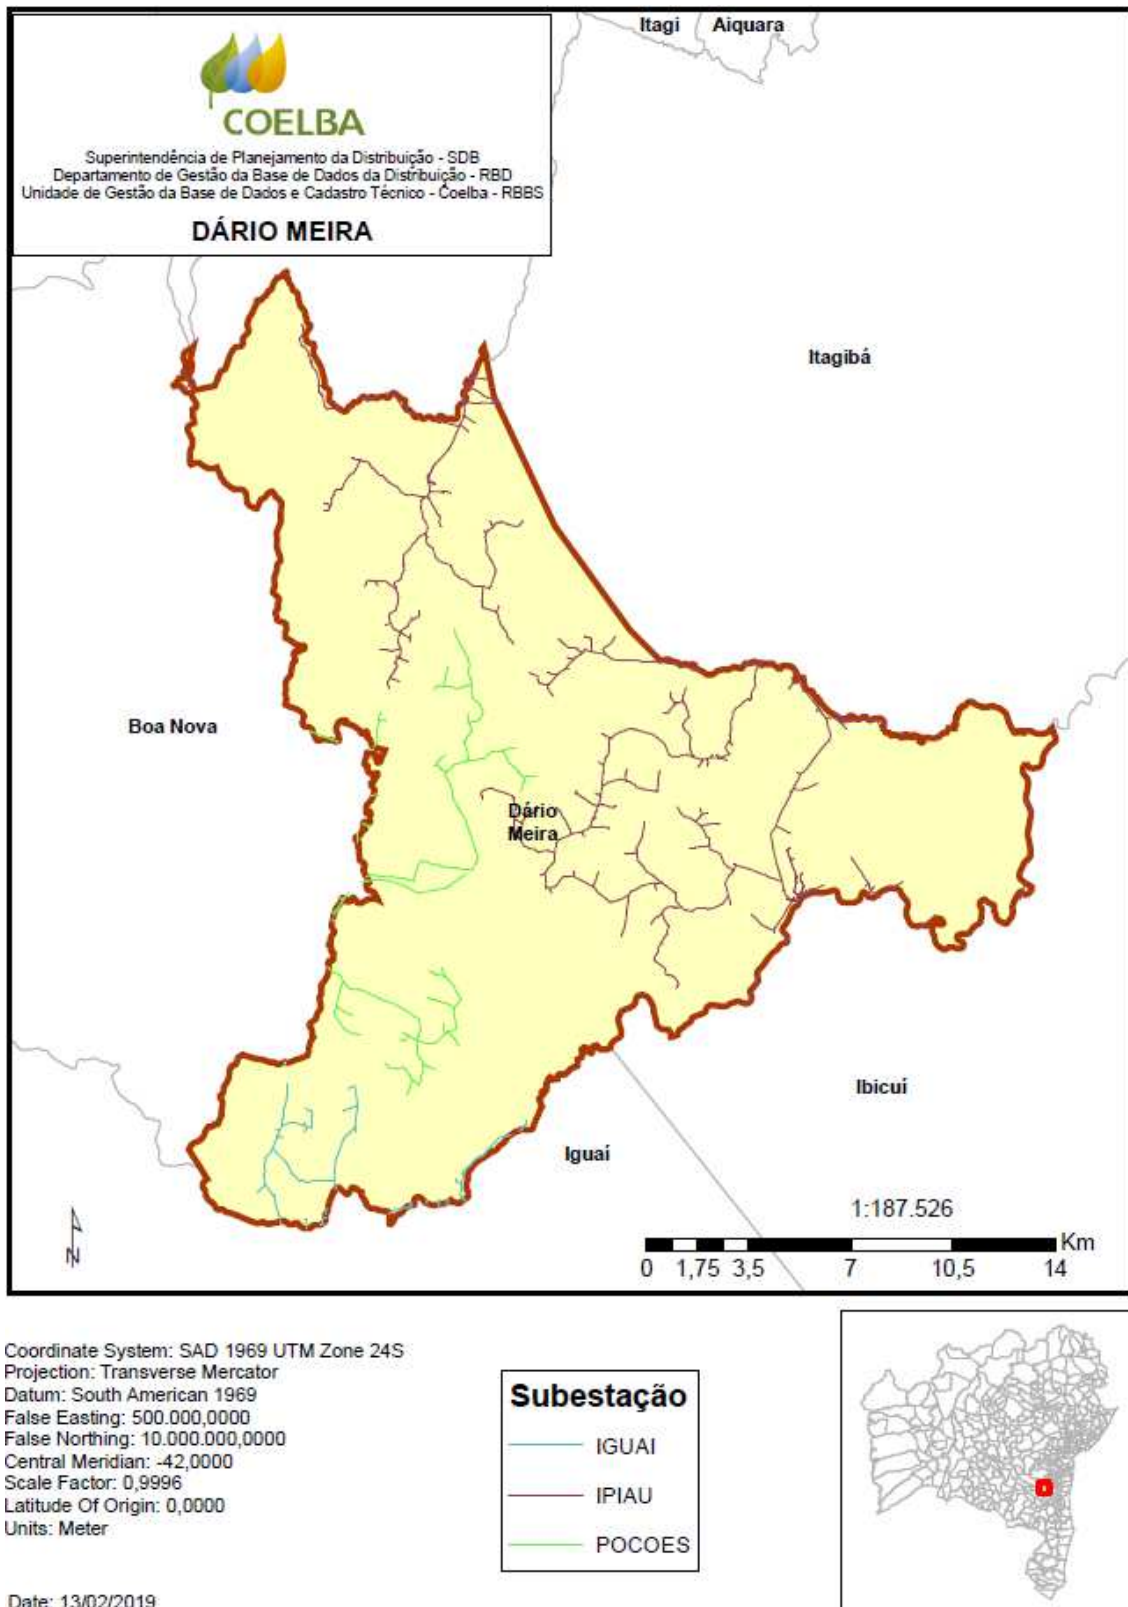 Itagi
Aiquara
COELBA
Superintendência de Planejamento da Distribuição - SDB
Departamento de Gestão da Base de Dados da Distribuição - RBD
Unidade de Gestão da Base de Dados e Cadastro Técnico - Coelba - RBBS
DÁRIO MEIRA
Itagibá
Boa Nova
Dário
Meira
Ibicuí
Iguaí
1:187.526
Km
0 1,75 3,5 7 10,5 14
N
Coordinate System: SAD 1969 UTM Zone 24S
Projection: Transverse Mercator
Datum: South American 1969
False Easting: 500.000,0000
False Northing: 10.000.000,0000
Central Meridian: -42,0000
Scale Factor: 0,9996
Latitude Of Origin: 0,0000
Units: Meter
Subestação
IGUAI
IPIAU
POCOES
Date: 13/02/2019